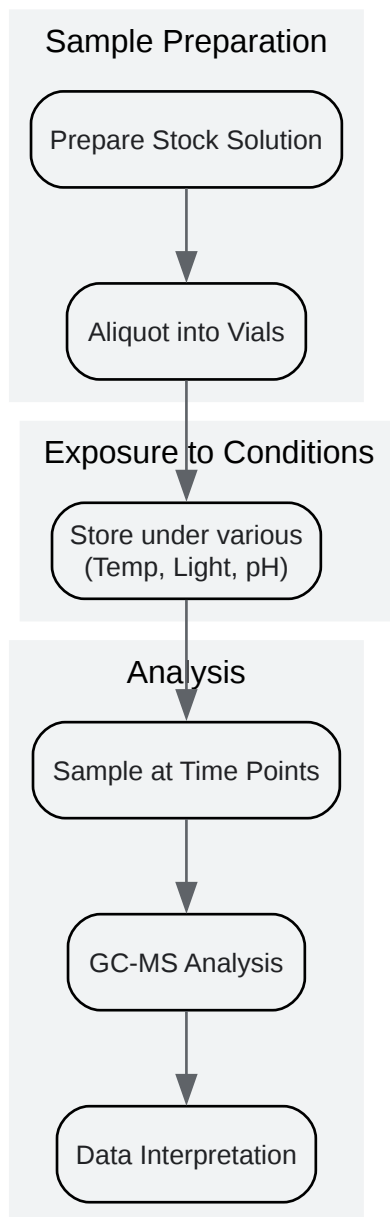 Sample Preparation
Prepare Stock Solution
Aliquot into Vials
Exposure to Conditions
Store under various
(Temp, Light, pH)
Analysis
Sample at Time Points
GC-MS Analysis
Data Interpretation